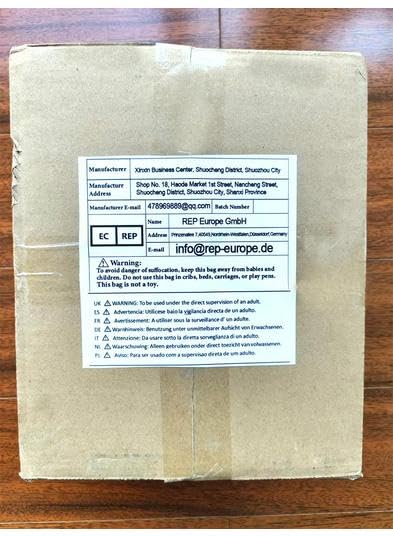 Manufacturer Xinxin Business Center, Shuocheng District, Shuozhou City
Manufacture Address Shop No. 18, Haode Market 1st Street, Nancheng Street, Shuocheng District, Shuozhou City, Shanxi Province
Manufacturer E-mail 478969889@qq.com Batch Number
EC REP
Name REP Europe GmbH
Address Prinzenallee 7,40549,Nordrhein-Westfalen,Düsseldorf,Germany
E-mail info@rep-europe.de
Warning:
To avoid danger of suffocation, keep this bag away from babies and
children. Do not use this bag in cribs, beds, carriages, or play pens.
This bag is not a toy.
UK WARNING: To be used under the direct supervision of an adult.
ES Advertencia: Utilícese bajo la vigilancia directa de un adulto.
FR Avertissement: A utiliser sous la surveillance d' un adulte.
DE Warnhinweis: Benutzung unter unmittelbarer Aufsicht von Erwachsenen.
IT Attenzione: Da usare sotto la diretta sorveglianza di un adulto.
NL Waarschuwing: Alleen gebruiken onder direct toezicht van volwassenen.
PL Aviso: Para ser usado com a supervisao direta de um adulto.